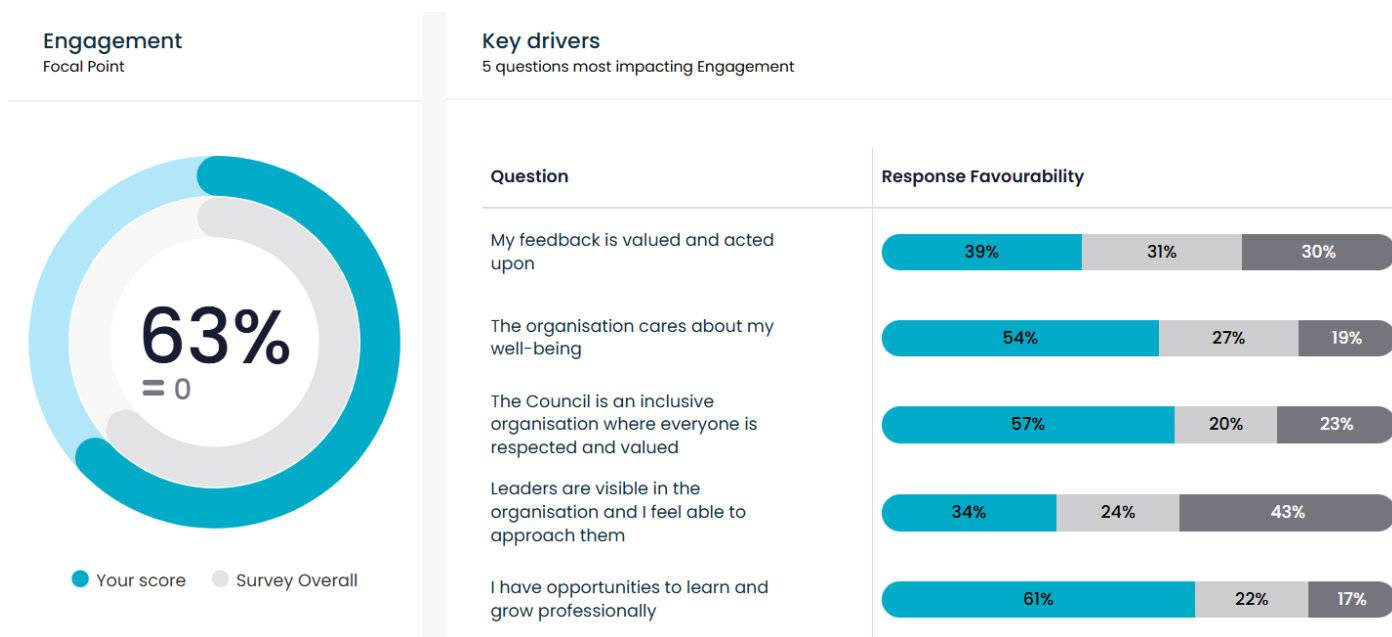 Engagement
Focal Point
63%
= 0
Your score
Survey Overall
Key drivers
5 questions most impacting Engagement
Question
Response Favourability
My feedback is valued and acted
upon
39%
31%
30%
The organisation cares about my
well-being
54%
27%
19%
The Council is an inclusive
organisation where everyone is
respected and valued
57%
20%
23%
Leaders are visible in the
organisation and I feel able to
approach them
34%
24%
43%
I have opportunities to learn and
grow professionally
61%
22%
17%